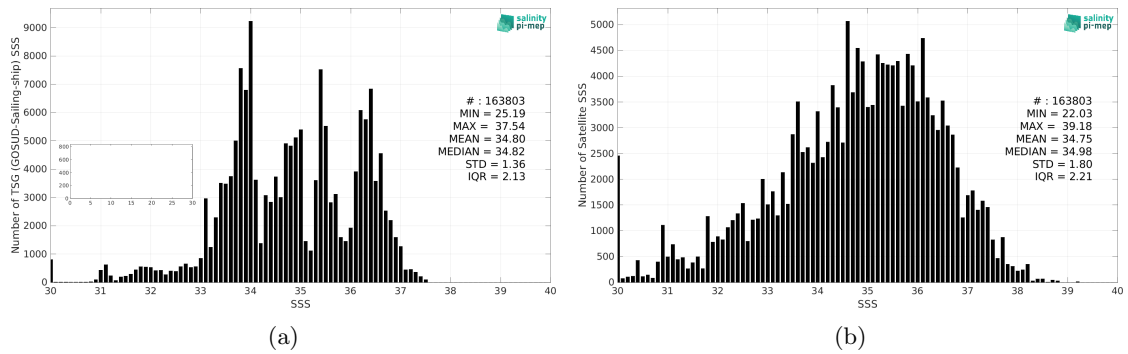 salinity
pi-mep
Number of TSG (GOSUD-Sailing-ship) SSS
9000
8000
7000
6000
5000
4000
3000
2000
1000
0
# : 163803
MIN = 25.19
MAX = 37.54
MEAN = 34.80
MEDIAN = 34.82
STD = 1.36
IQR = 2.13
800
600
400
200
0
0 5 10 15 20 25 30
30 31 32 33 34 35 36 37 38 39 40
SSS
(a)
salinity
pi-mep
Number of Satellite SSS
5000
4500
4000
3500
3000
2500
2000
1500
1000
500
0
# : 163803
MIN = 22.03
MAX = 39.18
MEAN = 34.75
MEDIAN = 34.98
STD = 1.80
IQR = 2.21
30 31 32 33 34 35 36 37 38 39 40
SSS
(b)